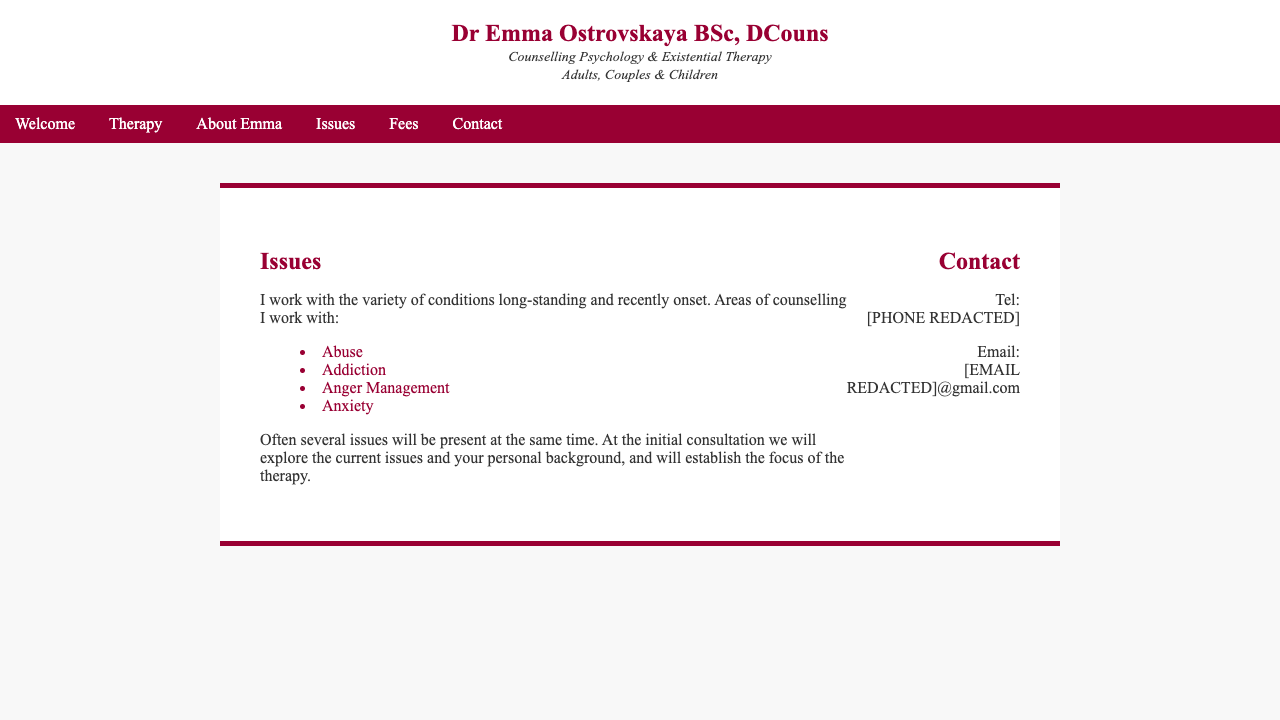 Dr Emma Ostrovskaya BSc, DCouns
Counselling Psychology & Existential Therapy
Adults, Couples & Children
Welcome Therapy About Emma Issues Fees Contact
Issues
I work with the variety of conditions long-standing and recently onset. Areas of counselling
I work with:
• Abuse
• Addiction
• Anger Management
• Anxiety
Often several issues will be present at the same time. At the initial consultation we will
explore the current issues and your personal background, and will establish the focus of the
therapy.
Contact
Tel:
[PHONE REDACTED]
Email:
[EMAIL
REDACTED]@gmail.com